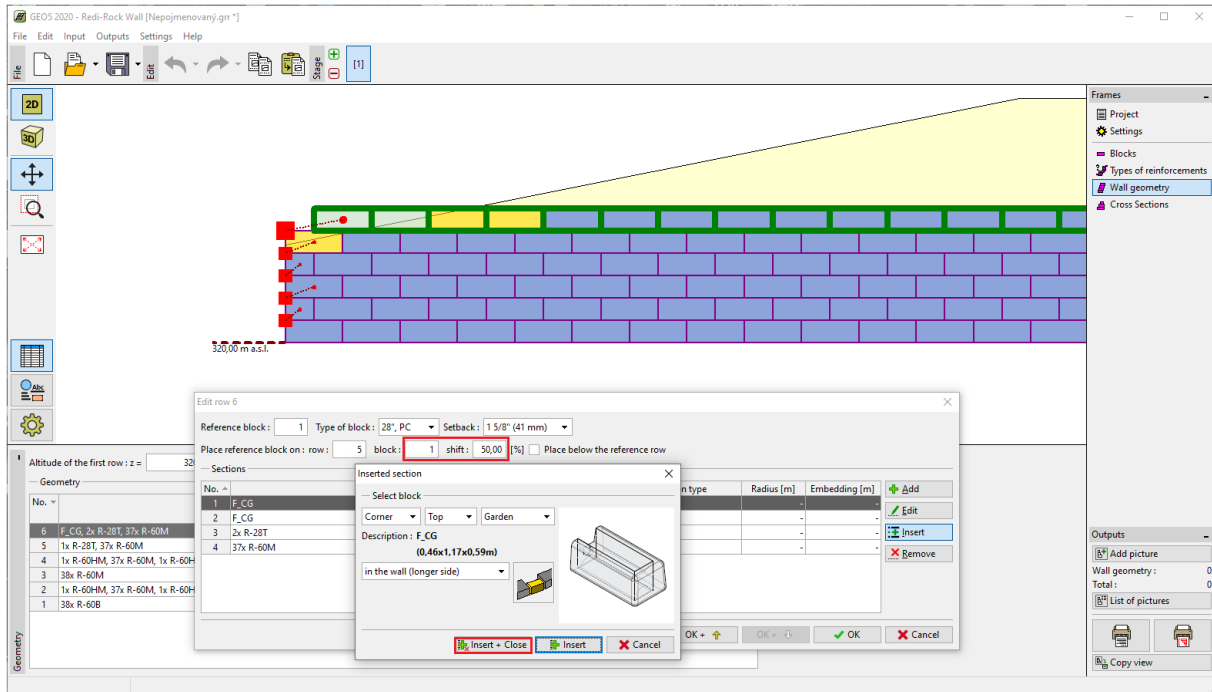 GEO5 2020 - Redi-Rock Wall [Nepojmenovaný.grr *]
File Edit Input Outputs Settings Help
File
Edit
Stage
[1]
2D
3D
Abc
320,00 m a.s.l.
Frames
Project
Settings
Blocks
Types of reinforcements
Wall geometry
Cross Sections
Edit row 6
Reference block : 1 Type of block : 28", PC Setback : 1 5/8" (41 mm)
Place reference block on : row : 5 block : 1 shift : 50,00 [%] Place below the reference row
Sections
No. n type Radius [m] Embedding [m]
1 F_CG - -
2 F_CG -
3 2x R-28T -
4 37x R-60M -
Add
Edit
Insert
Remove
OK +
OK +
OK
Cancel
Inserted section
Select block
Corner Top Garden
Description : F_CG
(0,46x1,17x0,59m)
in the wall (longer side)
Insert + Close
Insert
Cancel
Altitude of the first row : z = 32
Geometry
No.
6 F_CG, 2x R-28T, 37x R-60M
5 1x R-28T, 37x R-60M
4 1x R-60HM, 37x R-60M, 1x R-60H
3 38x R-60M
2 1x R-60HM, 37x R-60M, 1x R-60H
1 38x R-60B
Geometry
Outputs
Add picture
Wall geometry : 0
Total : 0
List of pictures
Copy view